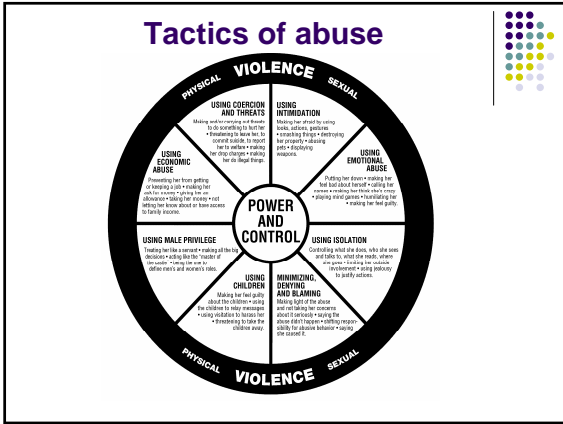 Tactics of abuse
PHYSICAL VIOLENCE SEXUAL
USING COERCION
AND THREATS
Making and/or carrying out threats
to do something to hurt her
• threatening to leave her, to
commit suicide, to report
her to welfare • making
her drop charges • making
her do illegal things.
USING
INTIMIDATION
Making her afraid by using
looks, actions, gestures
• smashing things • destroying
her property • abusing
pets • displaying
weapons.
USING
ECONOMIC
ABUSE
Preventing her from getting
or keeping a job • making her
ask for money • giving her an
allowance • taking her money • not
letting her know about or have access
to family income.
USING
EMOTIONAL
ABUSE
Putting her down • making her
feel bad about herself • calling her
names • making her think she's crazy
• playing mind games • humiliating her
• making her feel guilty.
POWER
AND
CONTROL
USING MALE PRIVILEGE
Treating her like a servant • making all the big
decisions • acting like the "master of
the castle" • being the one to
define men's and women's roles.
USING ISOLATION
Controlling what she does, who she sees
and talks to, what she reads, where
she goes • limiting her outside
involvement • using jealousy
to justify actions.
USING
CHILDREN
Making her feel guilty
about the children • using
the children to relay messages
• using visitation to harass her
• threatening to take the
children away.
MINIMIZING,
DENYING
AND BLAMING
Making light of the abuse
and not taking her concerns
about it seriously • saying the
abuse didn't happen • shifting respon-
sibility for abusive behavior • saying
she caused it.
PHYSICAL VIOLENCE SEXUAL